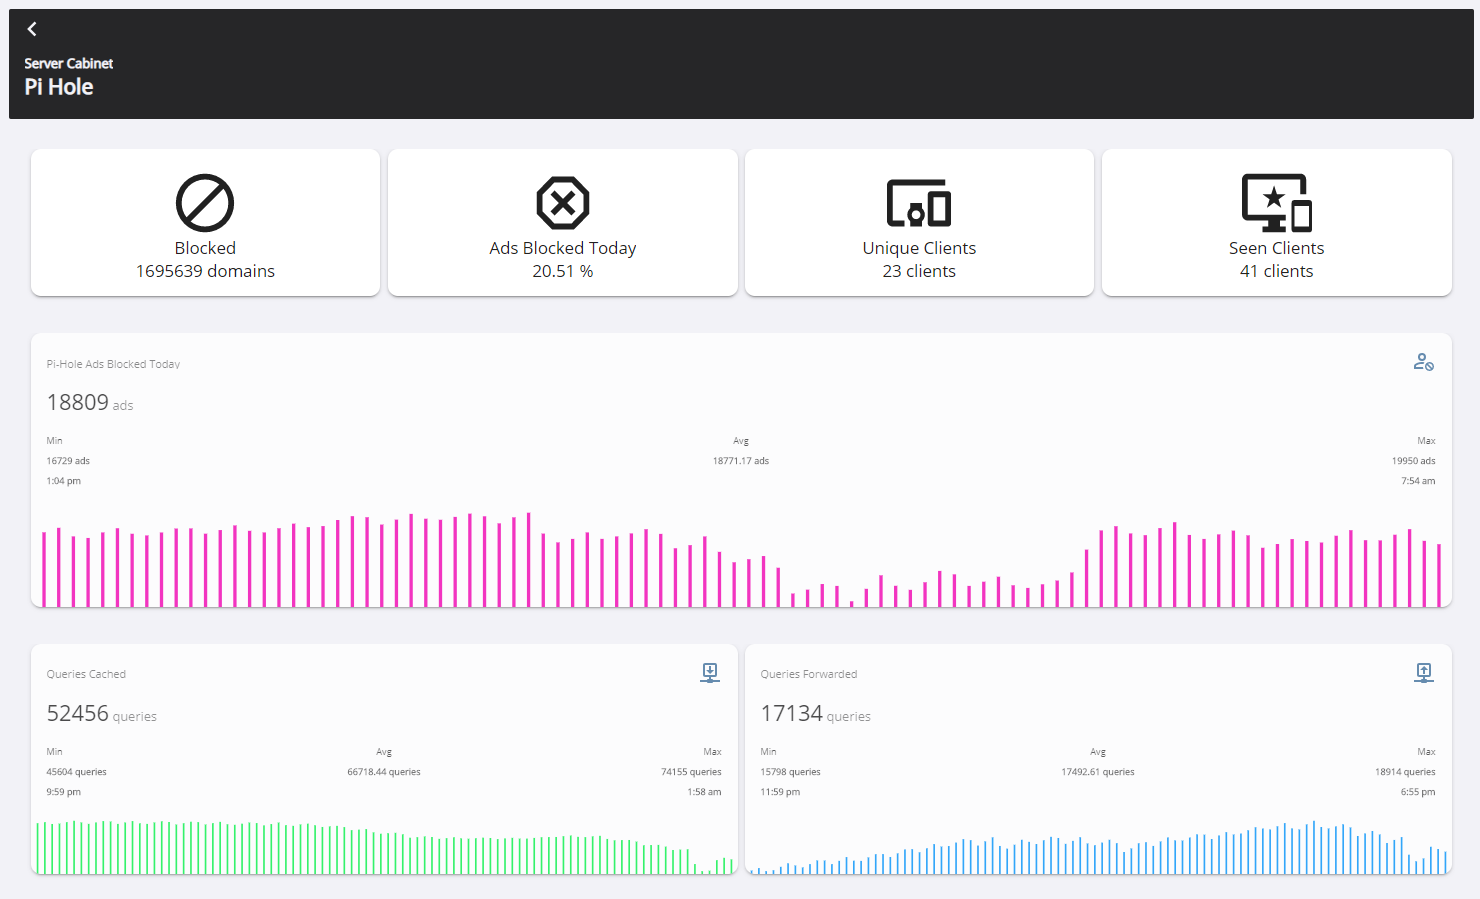 Server Cabinet
Pi Hole
Blocked
1695639 domains
Ads Blocked Today
20.51 %
Unique Clients
23 clients
Seen Clients
41 clients
Pi-Hole Ads Blocked Today
18809 ads
Min
16729 ads
1:04 pm
Avg
18771.17 ads
Max
19950 ads
7:54 am
Queries Cached
52456 queries
Min
45604 queries
9:59 pm
Avg
66718.44 queries
Max
74155 queries
1:58 am
Queries Forwarded
17134 queries
Min
15798 queries
11:59 pm
Avg
17492.61 queries
Max
18914 queries
6:55 pm